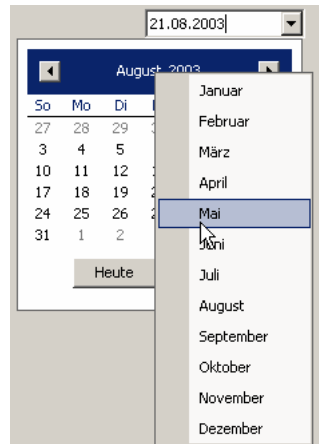 21.08.2003
August 2003
So Mo Di
27 28 29
3 4 5
10 11 12
17 18 19
24 25 26
31 1 2
Heute
Januar
Februar
März
April
Mai
Juni
Juli
August
September
Oktober
November
Dezember